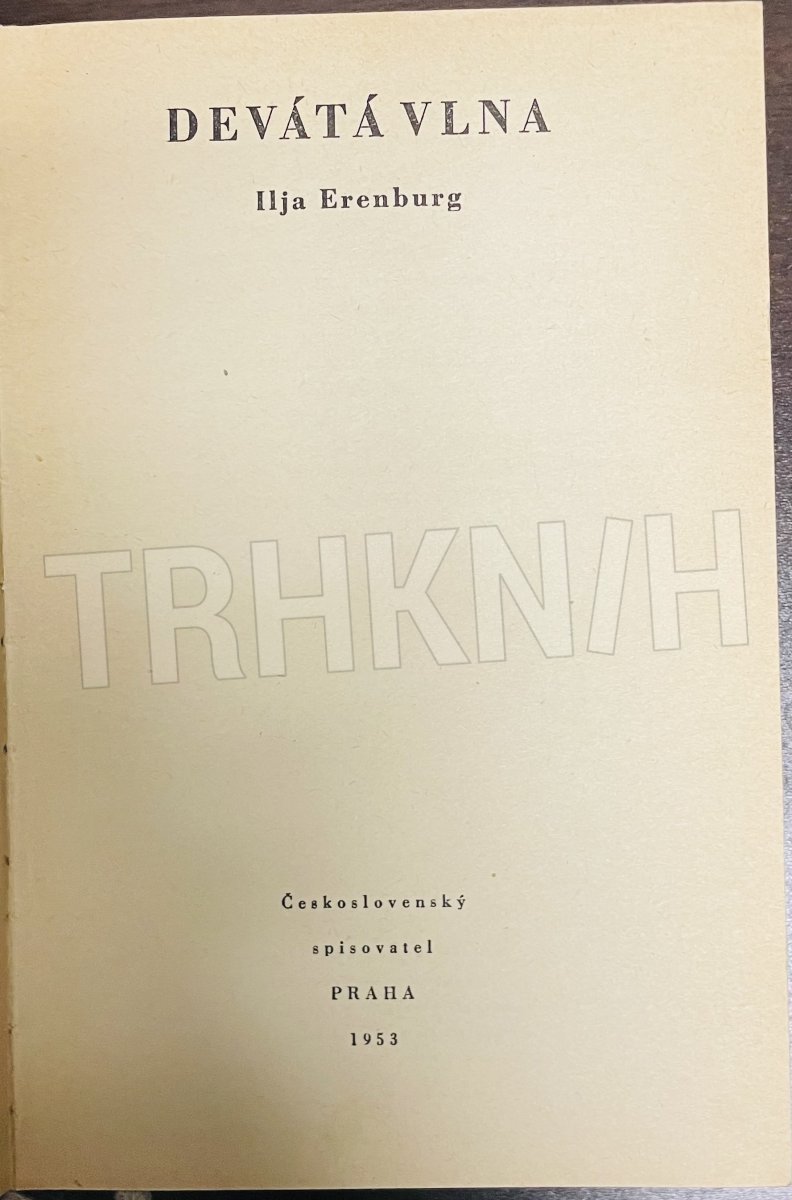 DEVÁTÁ VLNA
Ilja Erenburg
TRHKNIH
Československý
spisovatel
PRAHA
1953